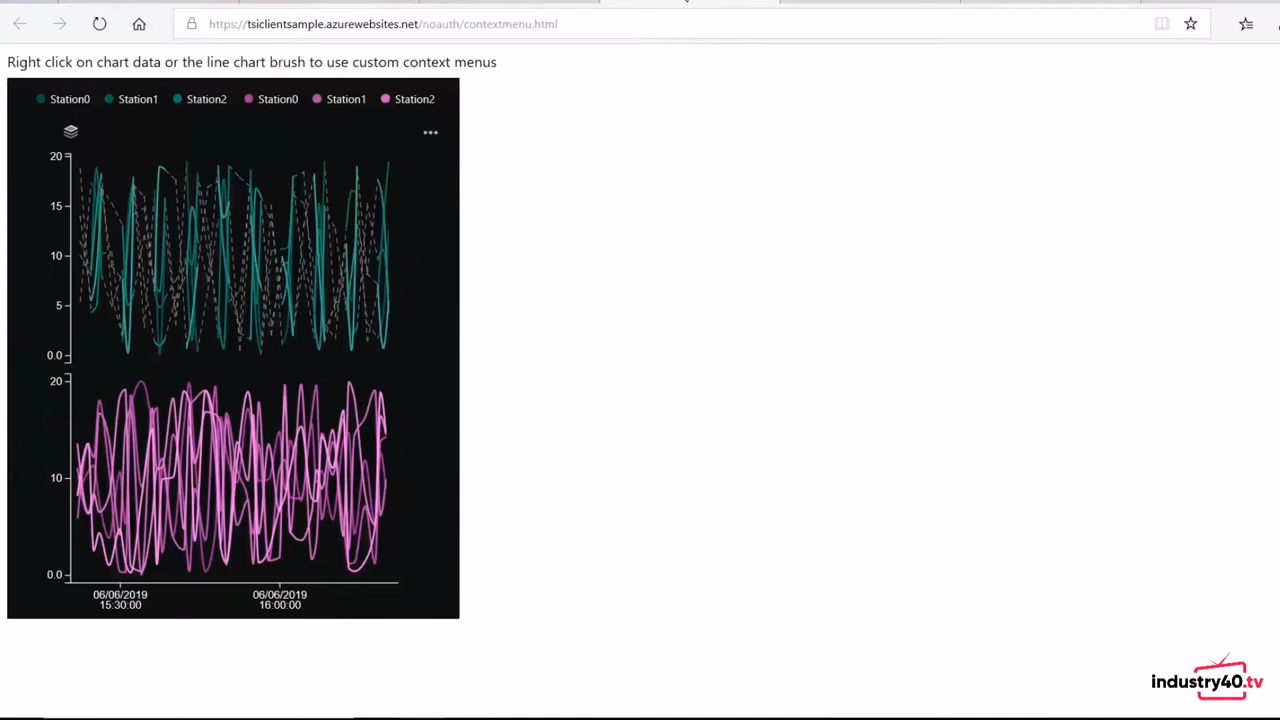 https://tsiclientsample.azurewebsites.net/noauth/contextmenu.html
Right click on chart data or the line chart brush to use custom context menus
Station0 Station1 Station2 Station0 Station1 Station2
20
15
10
5
0.0
20
10
0.0
06/06/2019 06/06/2019
15:30:00 16:00:00
industry40.tv